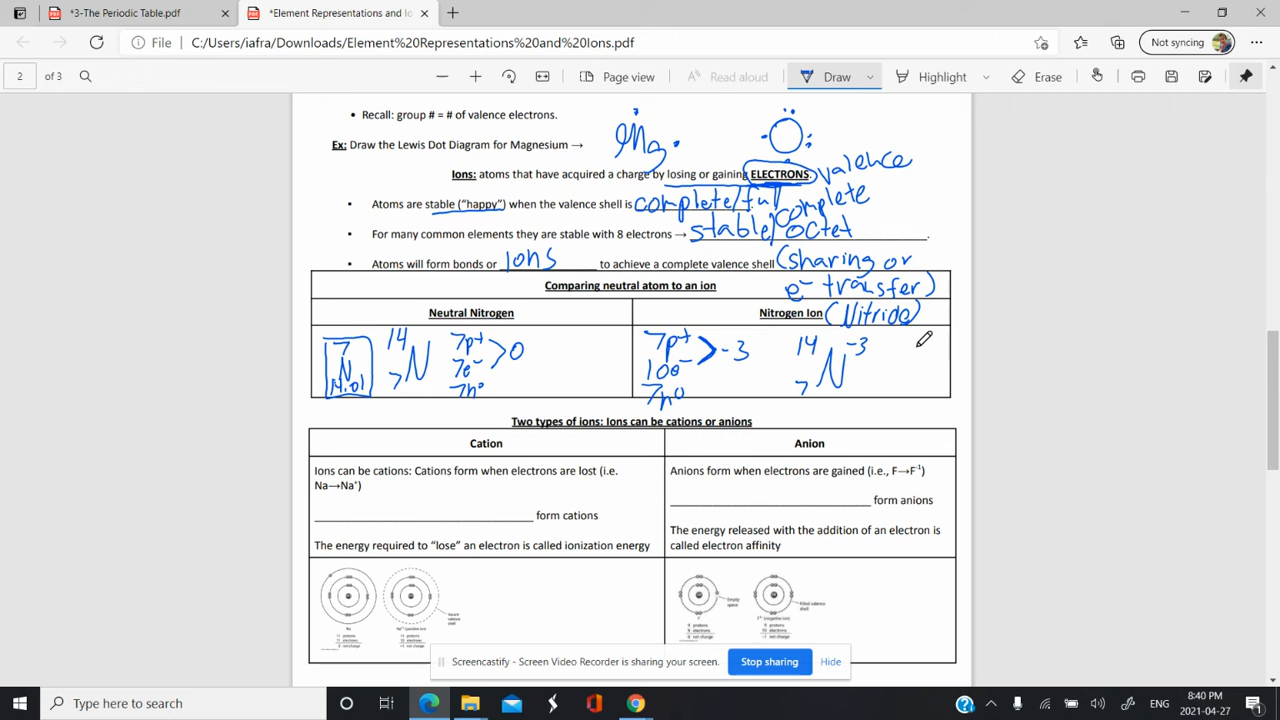 *3-The Periodic Table.pdf
*Element Representations and Io
File C:/Users/iafra/Downloads/Element%20Representations%20and%20Ions.pdf
Not syncing
2 of 3
Page view Read aloud Draw Highlight Erase
• Recall: group # = # of valence electrons.
Ex: Draw the Lewis Dot Diagram for Magnesium → Mg O
Ions: atoms that have acquired a charge by losing or gaining ELECTRONS. valence
• Atoms are stable ("happy") when the valence shell is complete/full complete
• For many common elements they are stable with 8 electrons → stable/octet.
• Atoms will form bonds or ions to achieve a complete valence shell (sharing or
e- transfer)
Comparing neutral atom to an ion
Neutral Nitrogen
Nitrogen Ion (Nitride)
7 N 14.01
14 7 N
7p+
7e-
7n°
> 0
7p+
10e-
7n°
> -3
14 7 N -3
Two types of ions: Ions can be cations or anions
Cation
Anion
Ions can be cations: Cations form when electrons are lost (i.e.
Na→Na+)
____ form cations
The energy required to "lose" an electron is called ionization energy
Anions form when electrons are gained (i.e., F→F-1)
____ form anions
The energy released with the addition of an electron is
called electron affinity
Screencastify - Screen Video Recorder is sharing your screen.
Stop sharing
Hide
Type here to search
ENG
8:40 PM
2021-04-27